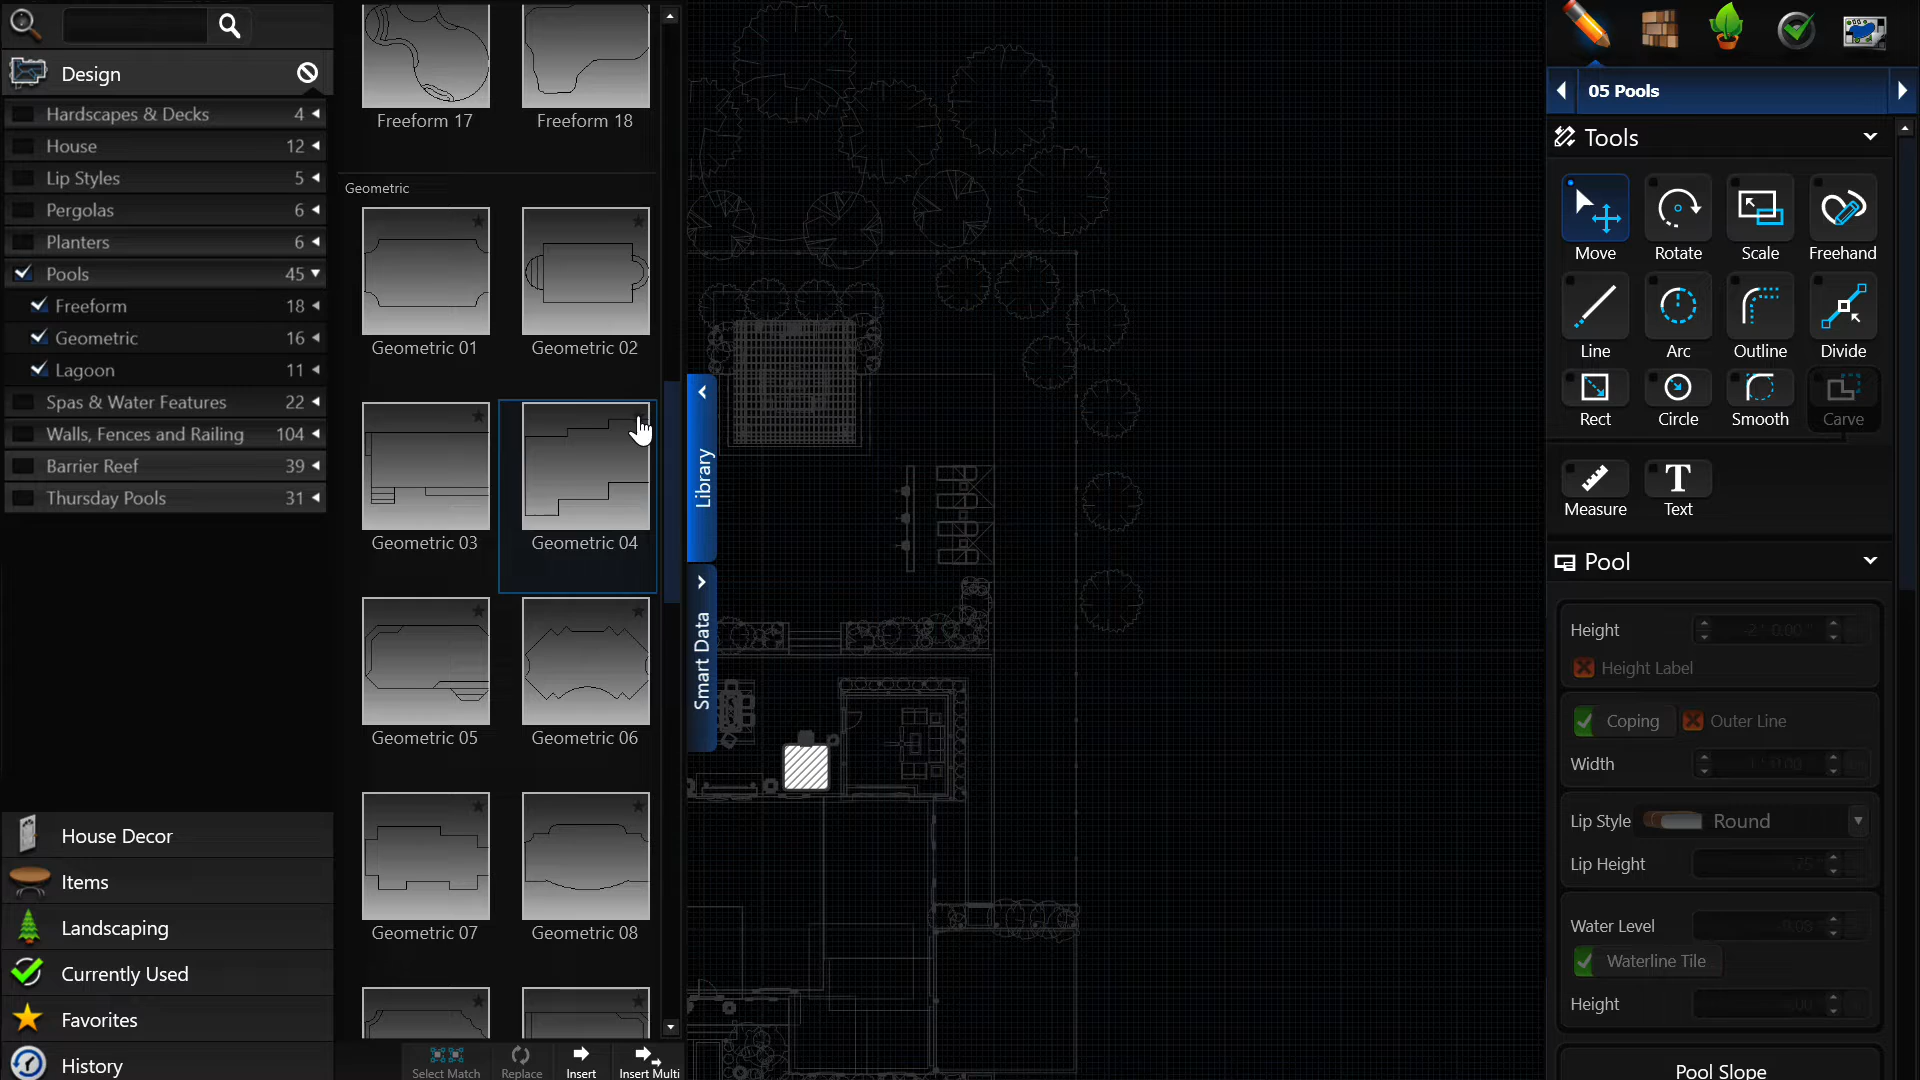 Design
Hardscapes & Decks 4
House 12
Lip Styles 5
Pergolas 6
Planters 6
Pools 45
Freeform 18
Geometric 16
Lagoon 11
Spas & Water Features 22
Walls, Fences and Railing 104
Barrier Reef 39
Thursday Pools 31
House Decor
Items
Landscaping
Currently Used
Favorites
History
Freeform 17 Freeform 18
Geometric
Geometric 01 Geometric 02
Geometric 03 Geometric 04
Geometric 05 Geometric 06
Geometric 07 Geometric 08
Select Match Replace Insert Insert Multi
Library
Smart Data
05 Pools
Tools
Move Rotate Scale Freehand
Line Arc Outline Divide
Rect Circle Smooth Carve
Measure Text
Pool
Height -2' 0.00"
Height Label
Coping Outer Line
Width
Lip Style Round
Lip Height
Water Level
Waterline Tile
Height
Pool Slope